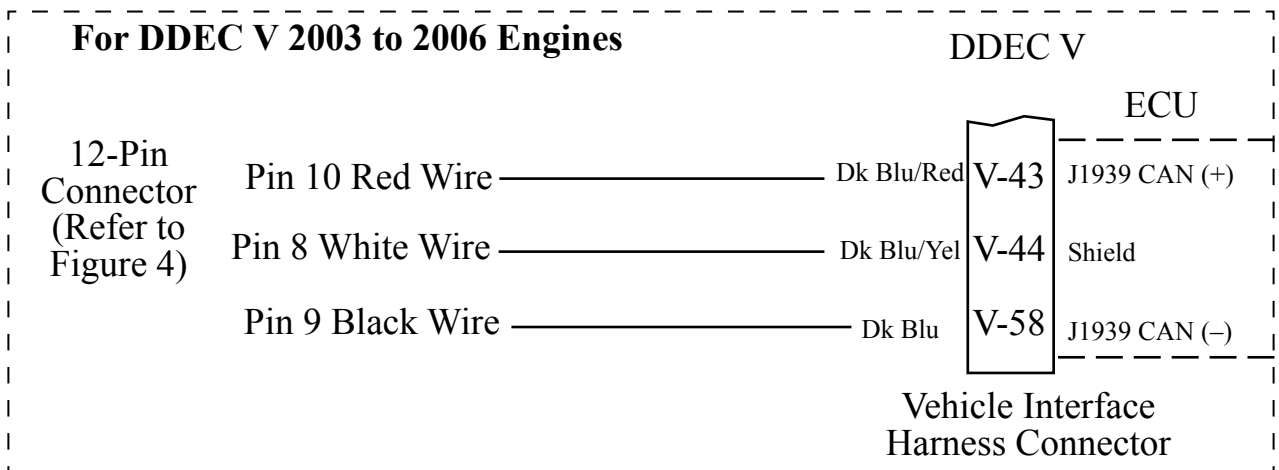 For DDEC V 2003 to 2006 Engines
DDEC V
ECU
12-Pin
Connector
(Refer to
Figure 4)
Pin 10 Red Wire
Dk Blu/Red
V-43
J1939 CAN (+)
Pin 8 White Wire
Dk Blu/Yel
V-44
Shield
Pin 9 Black Wire
Dk Blu
V-58
J1939 CAN (–)
Vehicle Interface
Harness Connector